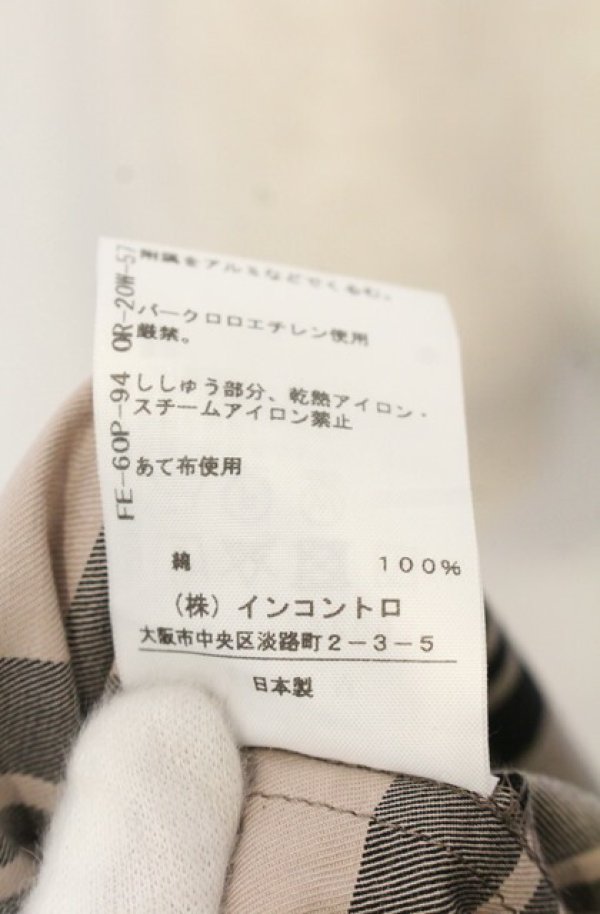 附属をアルミなどでくるむ。
パークロロエチレン使用
厳禁。
ししゅう部分、乾熱アイロン・
スチームアイロン禁止
あて布使用
綿 100%
(株) インコントロ
大阪市中央区淡路町2-3-5
日本製
FE-60P-94 OR-20W-57